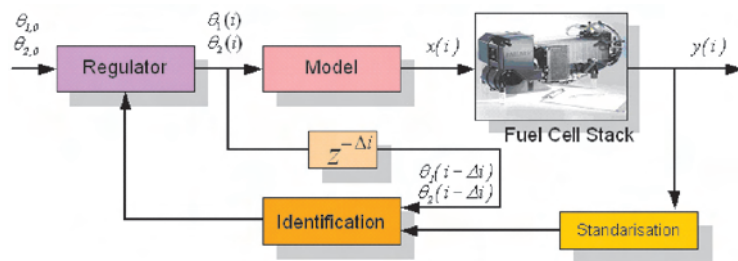 θ1,0
θ2,0
Regulator
θ1(i)
θ2(i)
Model
x(i)
Fuel Cell Stack
y(i)
z^−Δi
θ1(i−Δi)
θ2(i−Δi)
Identification
Standarisation